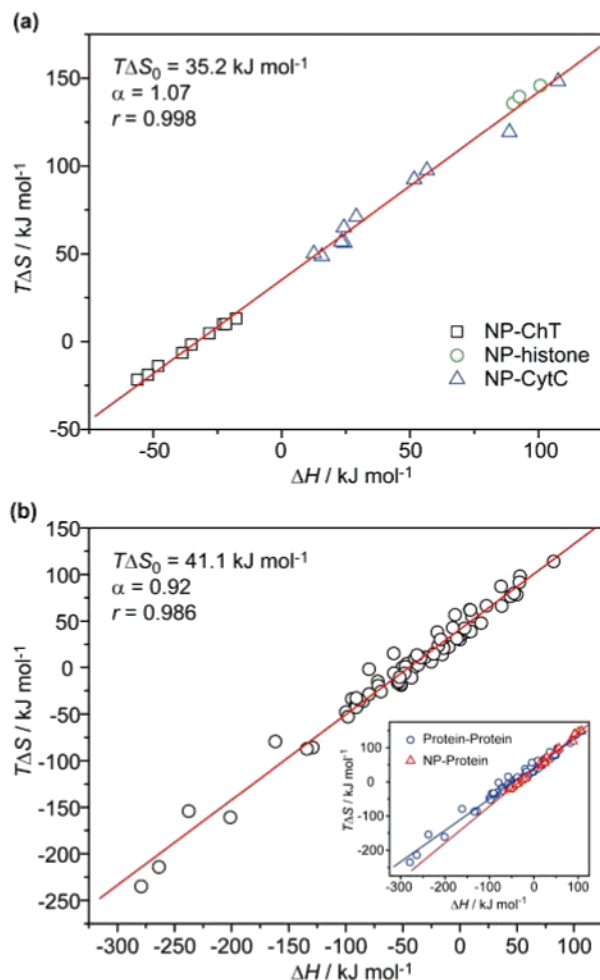 (a)
TΔS₀ = 35.2 kJ mol⁻¹
α = 1.07
r = 0.998
150
100
50
0
-50
TΔS / kJ mol⁻¹
NP-ChT
NP-histone
NP-CytC
-50 0 50 100
ΔH / kJ mol⁻¹
(b)
TΔS₀ = 41.1 kJ mol⁻¹
α = 0.92
r = 0.986
150
100
50
0
-50
-100
-150
-200
-250
TΔS / kJ mol⁻¹
Protein-Protein
NP-Protein
100
0
-100
-200
TΔS / kJ mol⁻¹
-300 -200 -100 0 100
ΔH / kJ mol⁻¹
-300 -250 -200 -150 -100 -50 0 50 100
ΔH / kJ mol⁻¹